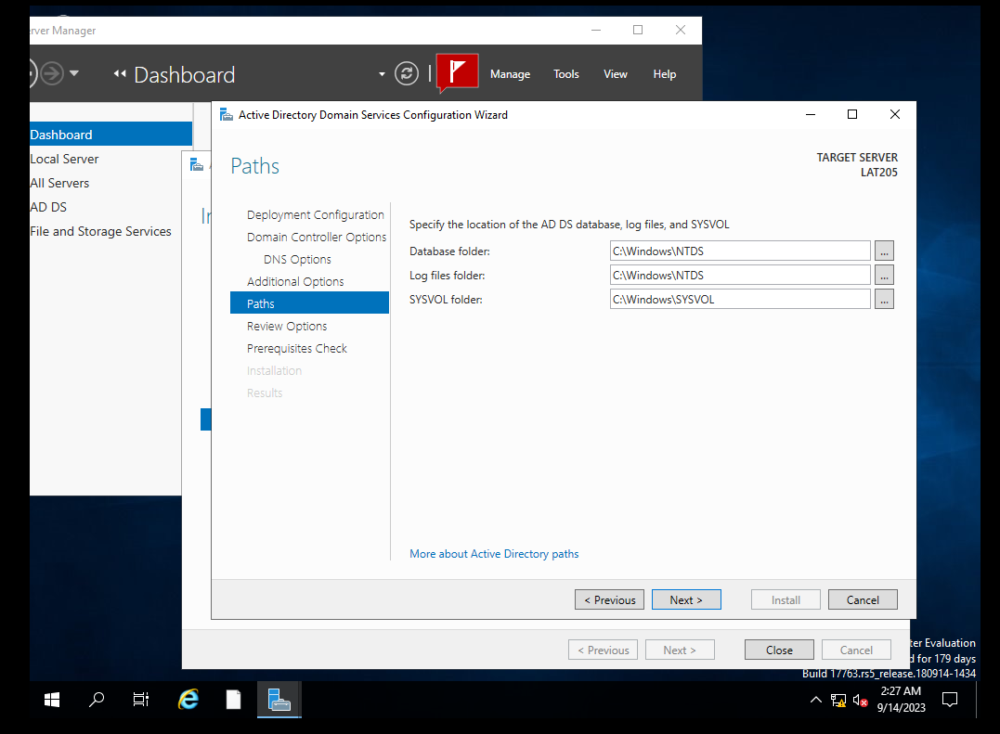 erver Manager
Dashboard
Manage Tools View Help
Dashboard
Local Server
All Servers
AD DS
File and Storage Services
Active Directory Domain Services Configuration Wizard
Paths
TARGET SERVER
LAT205
Deployment Configuration
Domain Controller Options
DNS Options
Additional Options
Paths
Review Options
Prerequisites Check
Installation
Results
Specify the location of the AD DS database, log files, and SYSVOL
Database folder: C:\Windows\NTDS ...
Log files folder: C:\Windows\NTDS ...
SYSVOL folder: C:\Windows\SYSVOL ...
More about Active Directory paths
< Previous Next > Install Cancel
< Previous Next > Close Cancel
ter Evaluation
d for 179 days
Build 17763.rs5_release.180914-1434
2:27 AM
9/14/2023